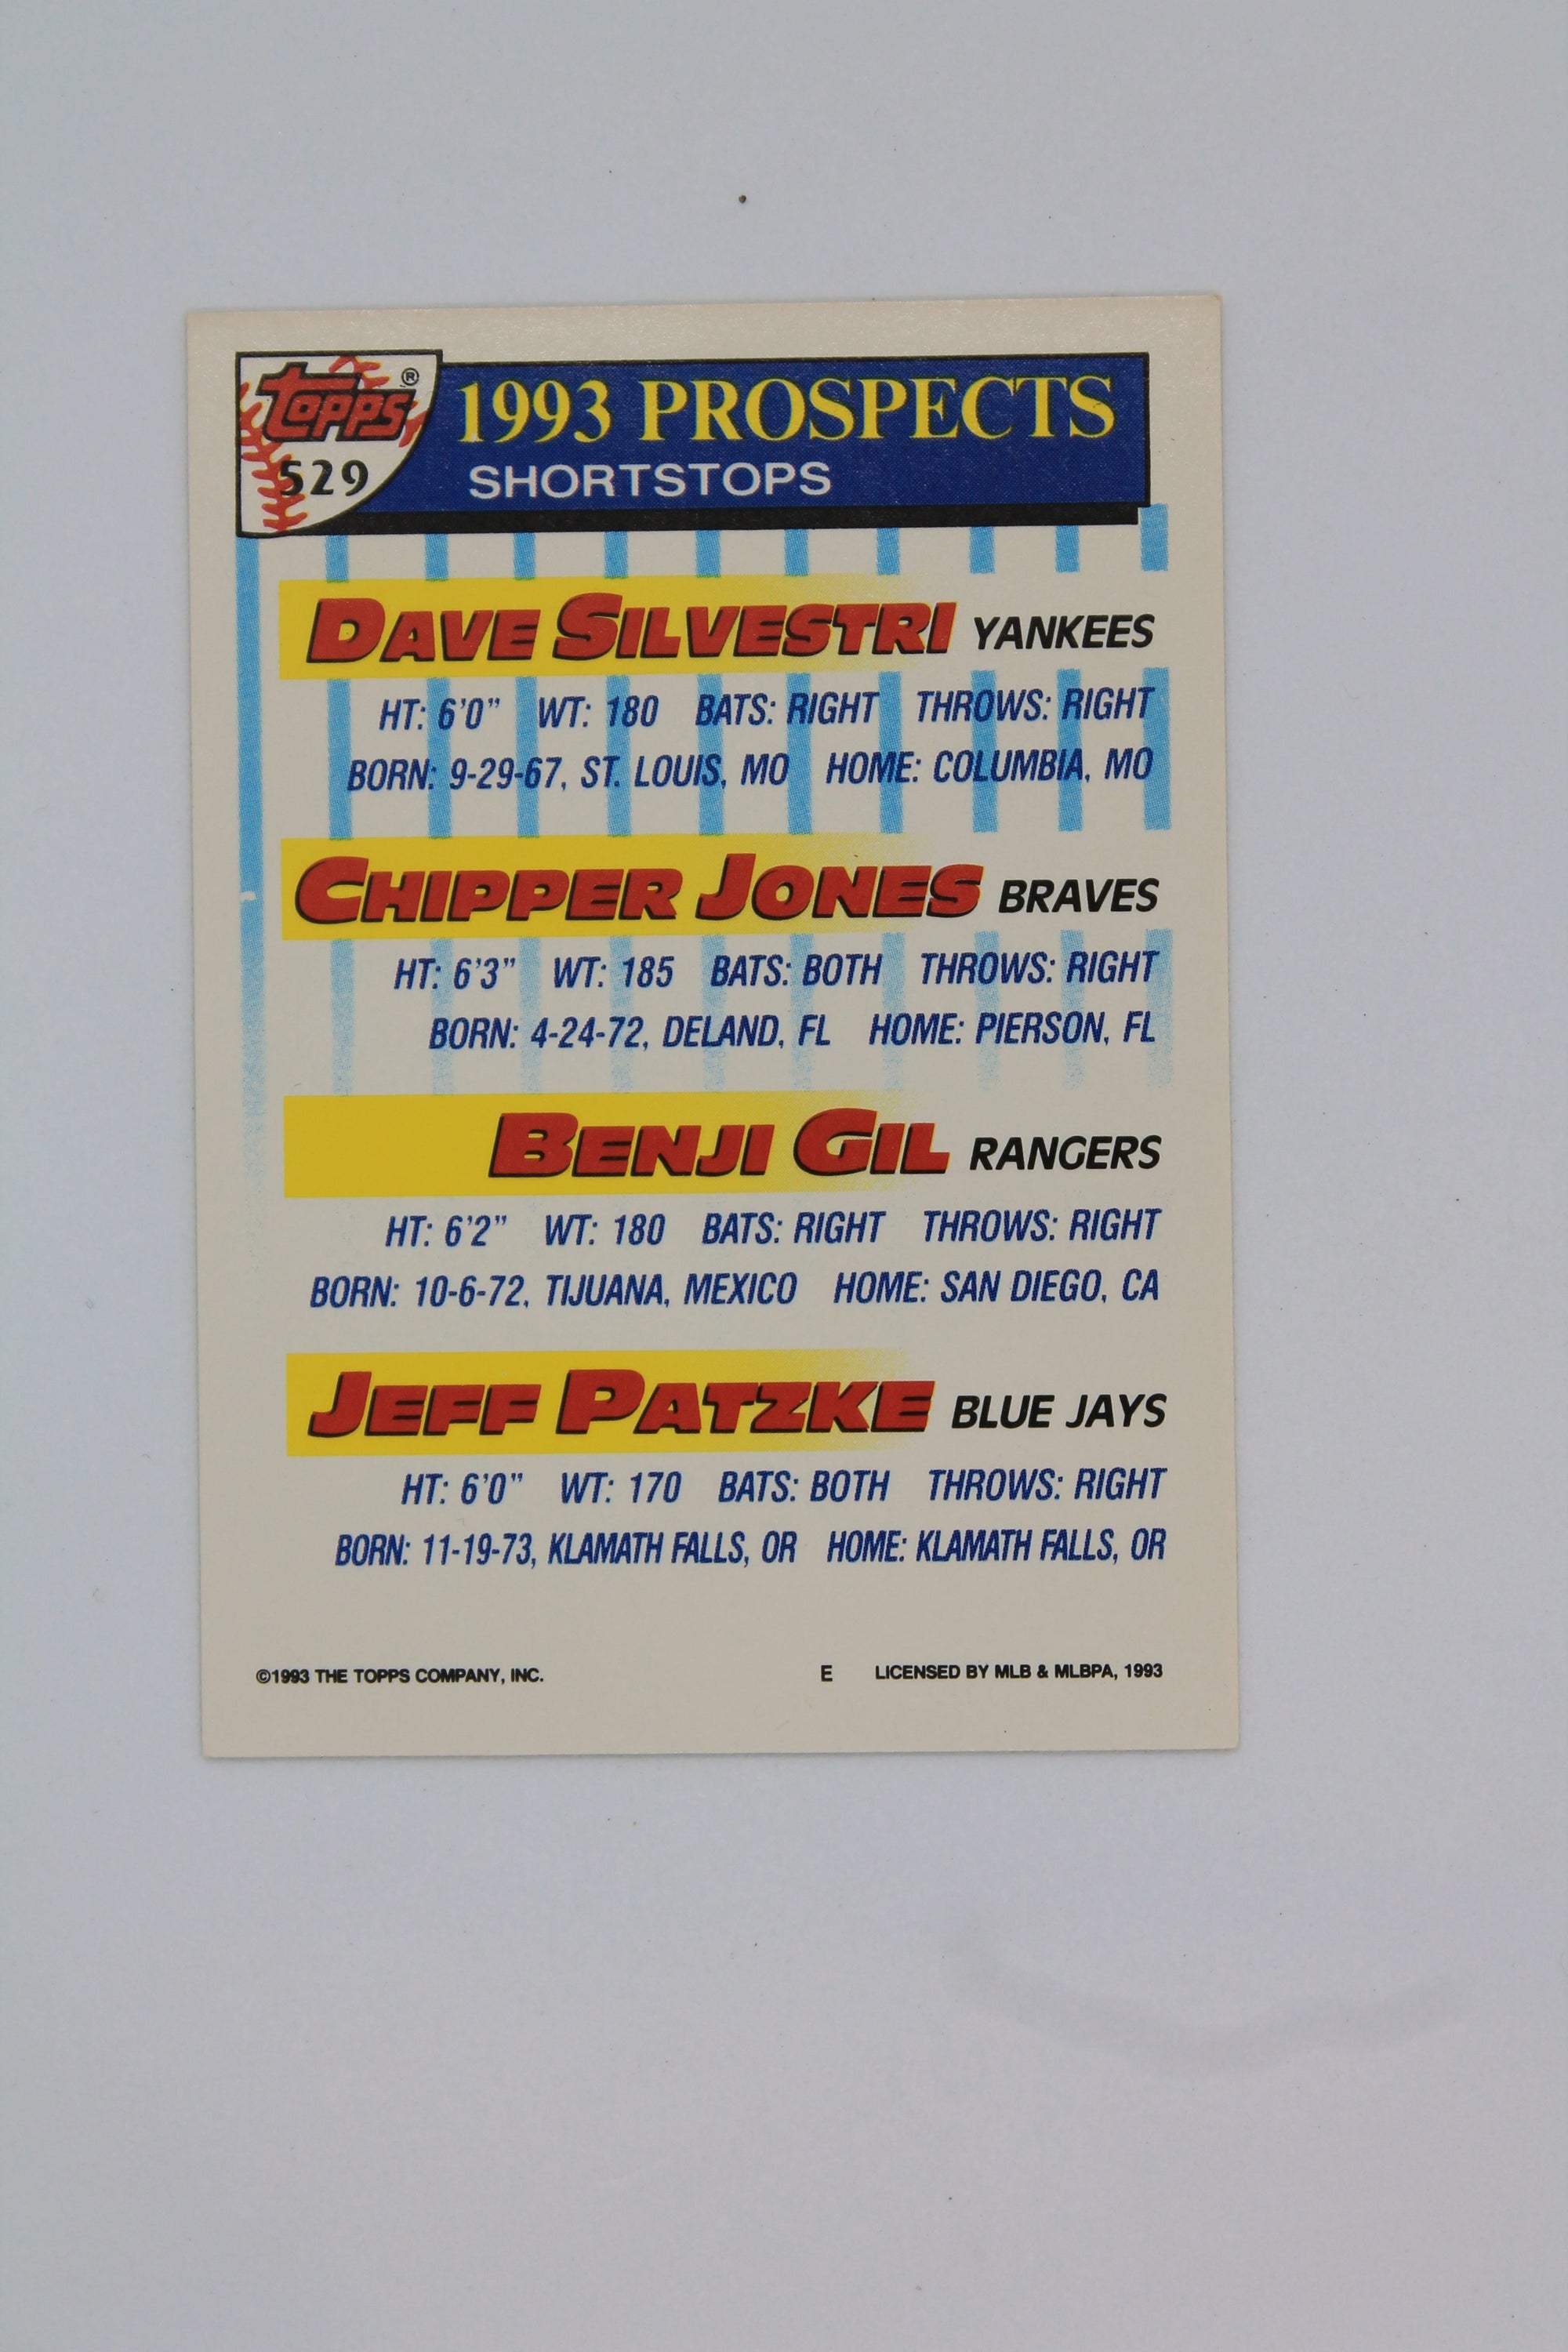 Topps®
1993 PROSPECTS
529
SHORTSTOPS
DAVE SILVESTRI YANKEES
HT: 6'0" WT: 180 BATS: RIGHT THROWS: RIGHT
BORN: 9-29-67, ST. LOUIS, MO HOME: COLUMBIA, MO
CHIPPER JONES BRAVES
HT: 6'3" WT: 185 BATS: BOTH THROWS: RIGHT
BORN: 4-24-72, DELAND, FL HOME: PIERSON, FL
BENJI GIL RANGERS
HT: 6'2" WT: 180 BATS: RIGHT THROWS: RIGHT
BORN: 10-6-72, TIJUANA, MEXICO HOME: SAN DIEGO, CA
JEFF PATZKE BLUE JAYS
HT: 6'0" WT: 170 BATS: BOTH THROWS: RIGHT
BORN: 11-19-73, KLAMATH FALLS, OR HOME: KLAMATH FALLS, OR
©1993 THE TOPPS COMPANY, INC. E LICENSED BY MLB & MLBPA, 1993